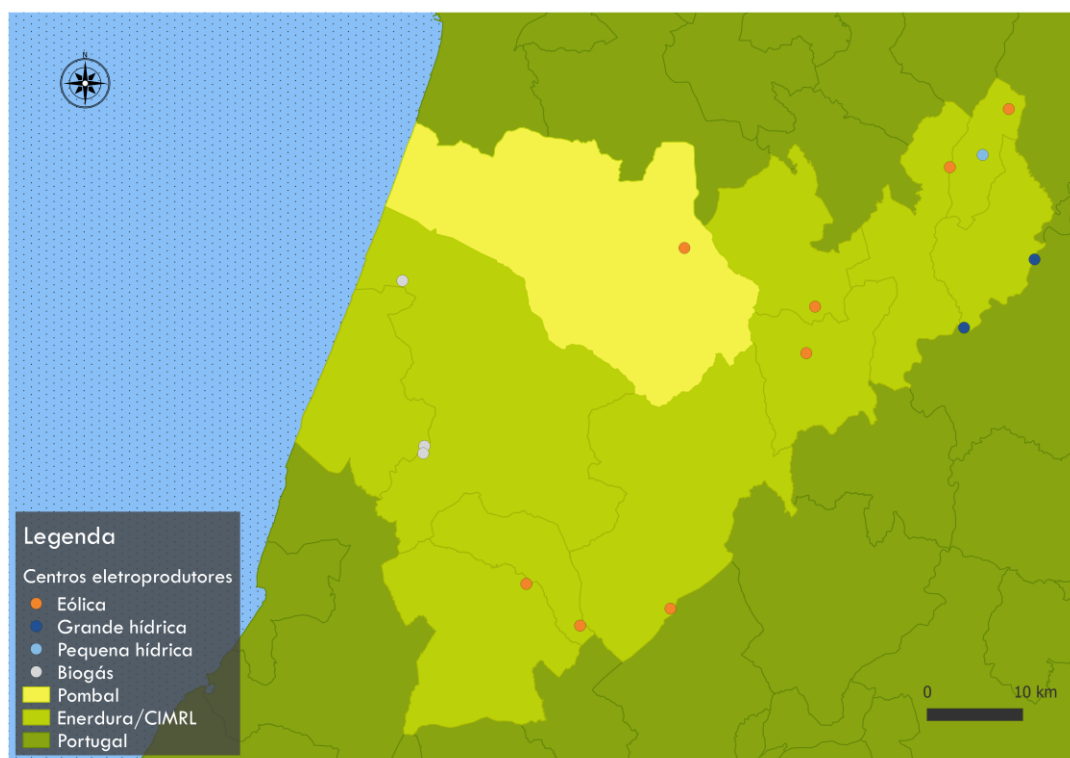 N
Legenda
Centros eletroprodutores
Eólica
Grande hídrica
Pequena hídrica
Biogás
Pombal
Enerdura/CIMRL
Portugal
0 10 km